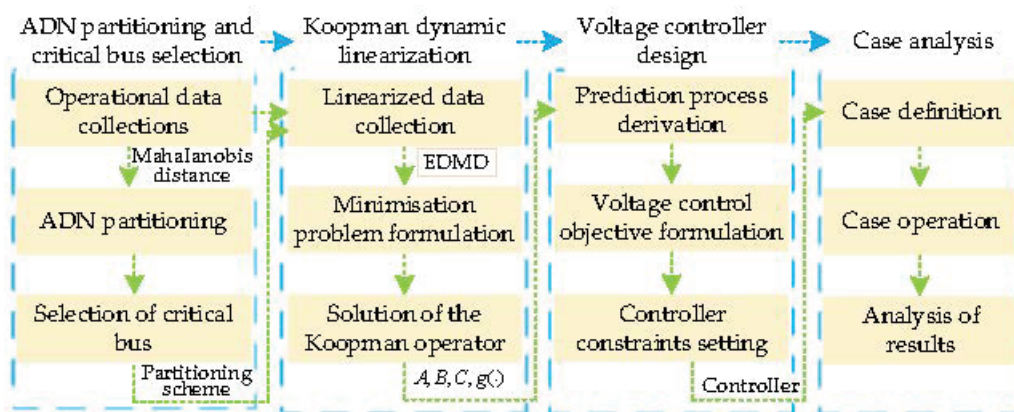 ADN partitioning and
critical bus selection
Operational data
collections
Mahalanobis
distance
ADN partitioning
Selection of critical
bus
Partitioning
scheme
Koopman dynamic
linearization
Linearized data
collection
EDMD
Minimisation
problem formulation
Solution of the
Koopman operator
A, B, C, g(·)
Voltage controller
design
Prediction process
derivation
Voltage control
objective formulation
Controller
constraints setting
Controller
Case analysis
Case definition
Case operation
Analysis of
results